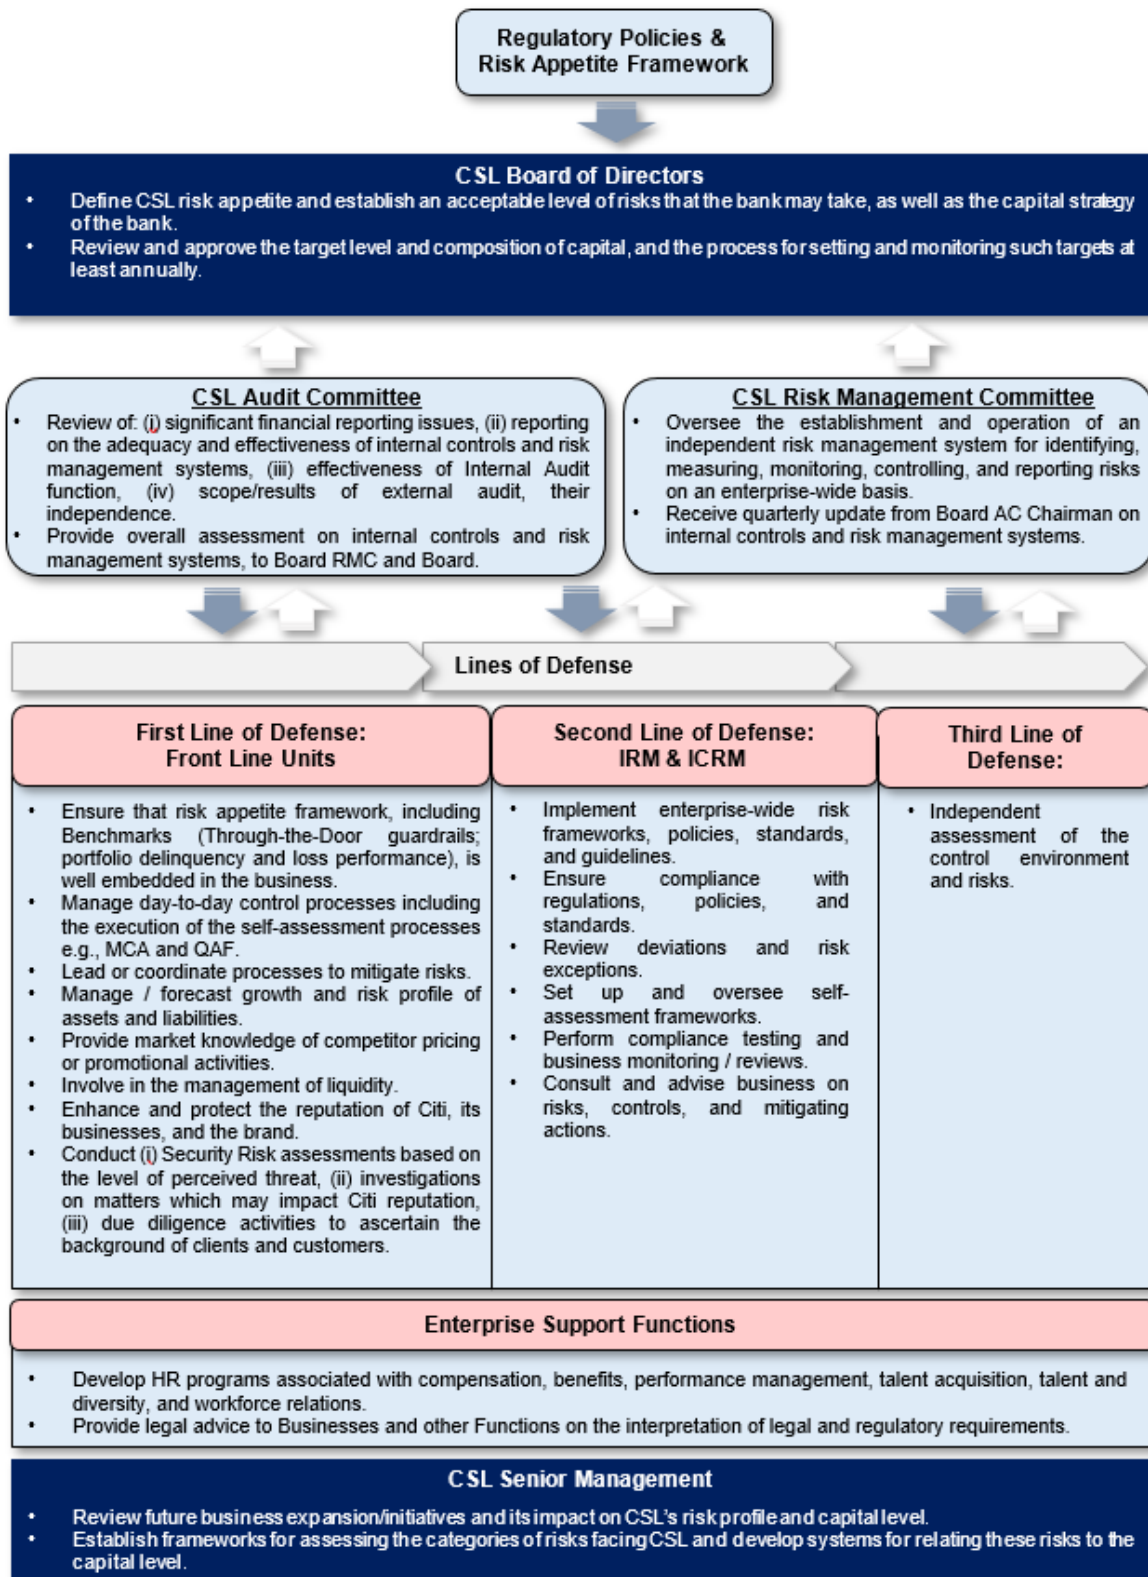 Regulatory Policies &
Risk Appetite Framework
CSL Board of Directors
• Define CSL risk appetite and establish an acceptable level of risks that the bank may take, as well as the capital strategy
of the bank.
• Review and approve the target level and composition of capital, and the process for setting and monitoring such targets at
least annually.
CSL Audit Committee
• Review of: (i) significant financial reporting issues, (ii) reporting
on the adequacy and effectiveness of internal controls and risk
management systems, (iii) effectiveness of Internal Audit
function, (iv) scope/results of external audit, their
independence.
• Provide overall assessment on internal controls and risk
management systems, to Board RMC and Board.
CSL Risk Management Committee
• Oversee the establishment and operation of an
independent risk management system for identifying,
measuring, monitoring, controlling, and reporting risks
on an enterprise-wide basis.
• Receive quarterly update from Board AC Chairman on
internal controls and risk management systems.
Lines of Defense
First Line of Defense:
Front Line Units
• Ensure that risk appetite framework, including
Benchmarks (Through-the-Door guardrails;
portfolio delinquency and loss performance), is
well embedded in the business.
• Manage day-to-day control processes including
the execution of the self-assessment processes
e.g., MCA and QAF.
• Lead or coordinate processes to mitigate risks.
• Manage / forecast growth and risk profile of
assets and liabilities.
• Provide market knowledge of competitor pricing
or promotional activities.
• Involve in the management of liquidity.
• Enhance and protect the reputation of Citi, its
businesses, and the brand.
• Conduct (i) Security Risk assessments based on
the level of perceived threat, (ii) investigations
on matters which may impact Citi reputation,
(iii) due diligence activities to ascertain the
background of clients and customers.
Second Line of Defense:
IRM & ICRM
• Implement enterprise-wide risk
frameworks, policies, standards,
and guidelines.
• Ensure compliance with
regulations, policies, and
standards.
• Review deviations and risk
exceptions.
• Set up and oversee self-
assessment frameworks.
• Perform compliance testing and
business monitoring / reviews.
• Consult and advise business on
risks, controls, and mitigating
actions.
Third Line of
Defense:
• Independent
assessment of the
control environment
and risks.
Enterprise Support Functions
• Develop HR programs associated with compensation, benefits, performance management, talent acquisition, talent and
diversity, and workforce relations.
• Provide legal advice to Businesses and other Functions on the interpretation of legal and regulatory requirements.
CSL Senior Management
• Review future business expansion/initiatives and its impact on CSL's risk profile and capital level.
• Establish frameworks for assessing the categories of risks facing CSL and develop systems for relating these risks to the
capital level.